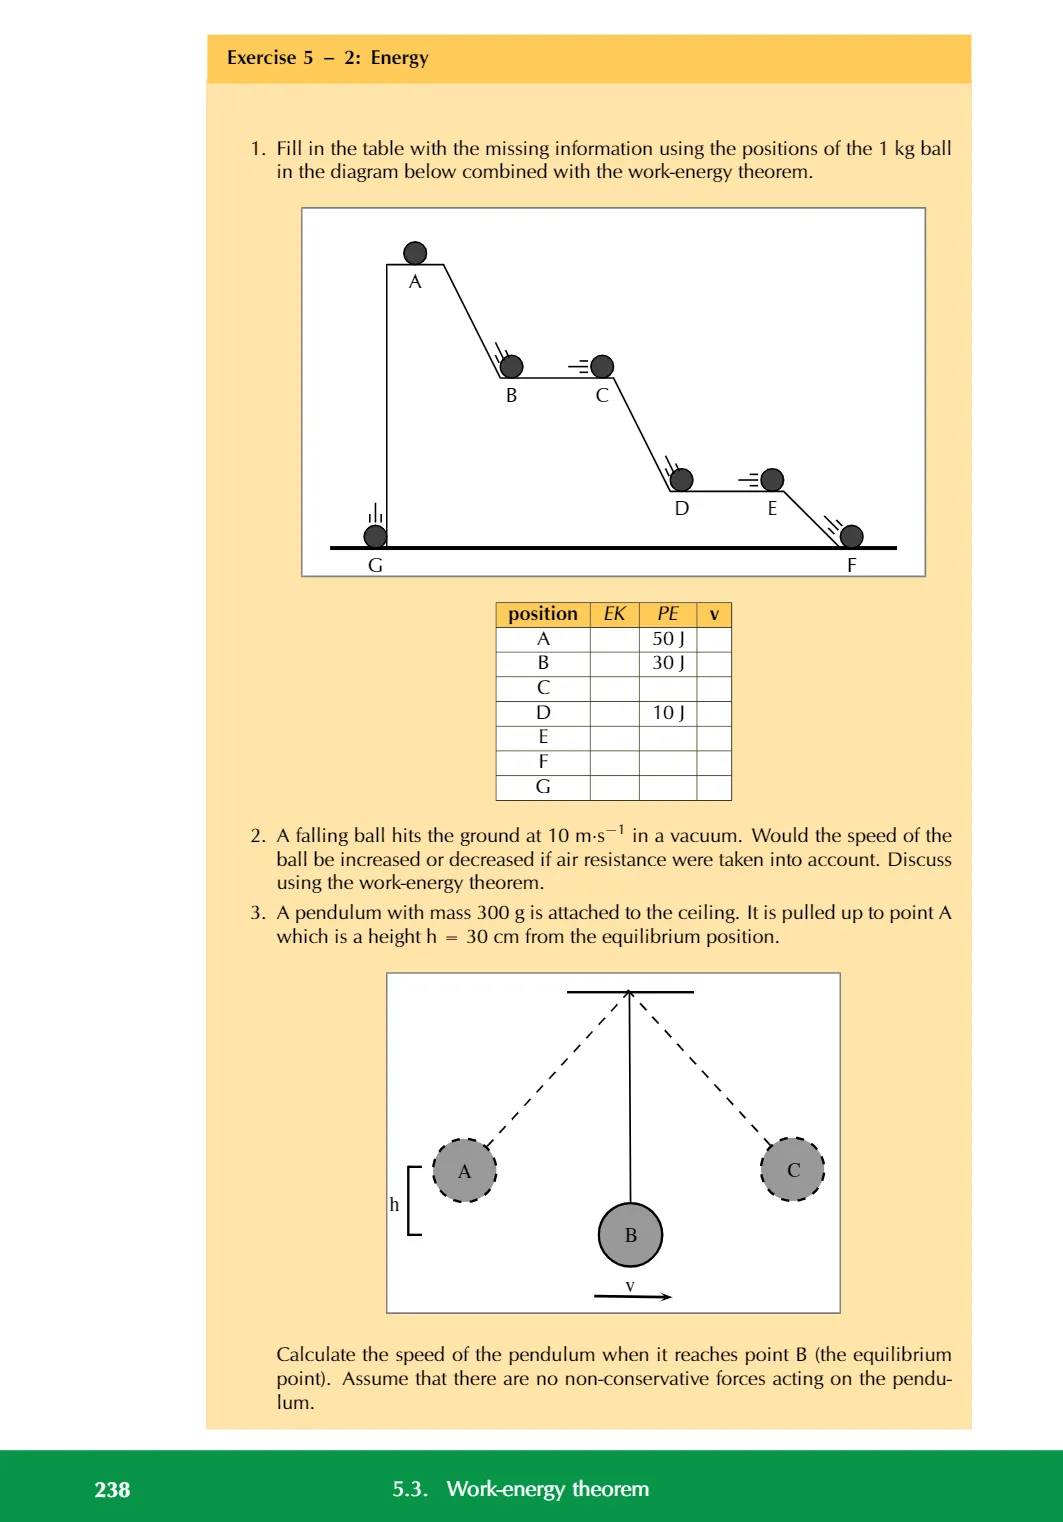 Exercise 5 – 2: Energy
1. Fill in the table with the missing information using the positions of the 1 kg ball
in the diagram below combined with the work-energy theorem.
A
B C
D E
G F
position EK PE v
A 50 J
B 30 J
C
D 10 J
E
F
G
2. A falling ball hits the ground at 10 m·s⁻¹ in a vacuum. Would the speed of the
ball be increased or decreased if air resistance were taken into account. Discuss
using the work-energy theorem.
3. A pendulum with mass 300 g is attached to the ceiling. It is pulled up to point A
which is a height h = 30 cm from the equilibrium position.
A C
h
B
v
Calculate the speed of the pendulum when it reaches point B (the equilibrium
point). Assume that there are no non-conservative forces acting on the pendu-
lum.
238 5.3. Work-energy theorem